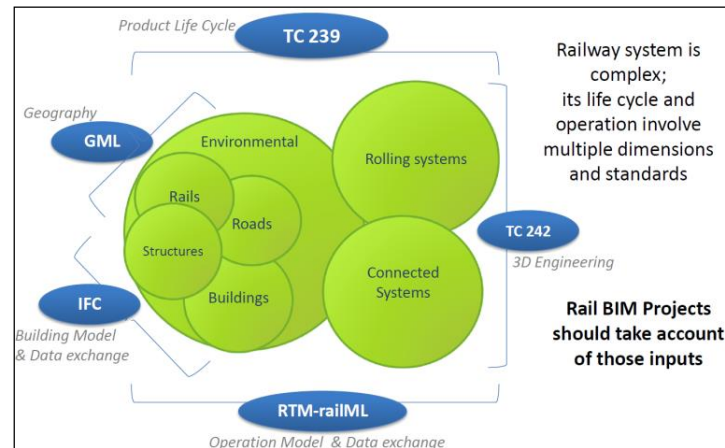 Product Life Cycle
TC 239
Geography
GML
Environmental
Rolling systems
Rails
Roads
Structures
Buildings
Connected
Systems
IFC
Building Model
& Data exchange
TC 242
3D Engineering
RTM-railML
Operation Model & Data exchange
Railway system is
complex;
its life cycle and
operation involve
multiple dimensions
and standards
Rail BIM Projects
should take account
of those inputs